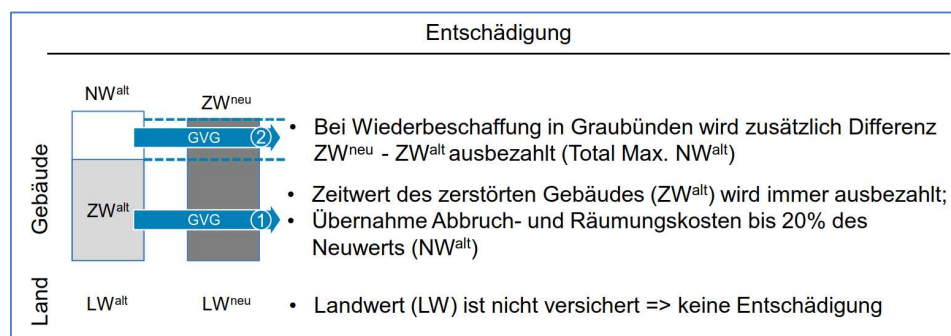 Entschädigung
NWalt
ZWneu
GVG 2
• Bei Wiederbeschaffung in Graubünden wird zusätzlich Differenz
ZWneu - ZWalt ausbezahlt (Total Max. NWalt)
Gebäude
ZWalt
GVG 1
• Zeitwert des zerstörten Gebäudes (ZWalt) wird immer ausbezahlt;
• Übernahme Abbruch- und Räumungskosten bis 20% des
Neuwerts (NWalt)
Land
LWalt
LWneu
• Landwert (LW) ist nicht versichert => keine Entschädigung